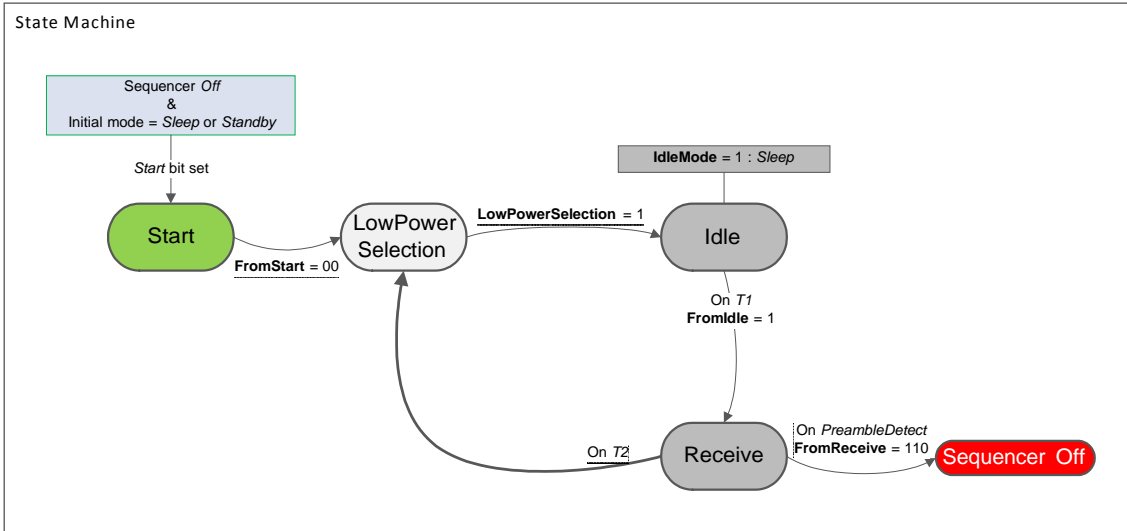 State Machine
Sequencer Off
&
Initial mode = Sleep or Standby
Start bit set
IdleMode = 1 : Sleep
Start
FromStart = 00
LowPower
Selection
LowPowerSelection = 1
Idle
On T1
FromIdle = 1
On T2
Receive
On PreambleDetect
FromReceive = 110
Sequencer Off